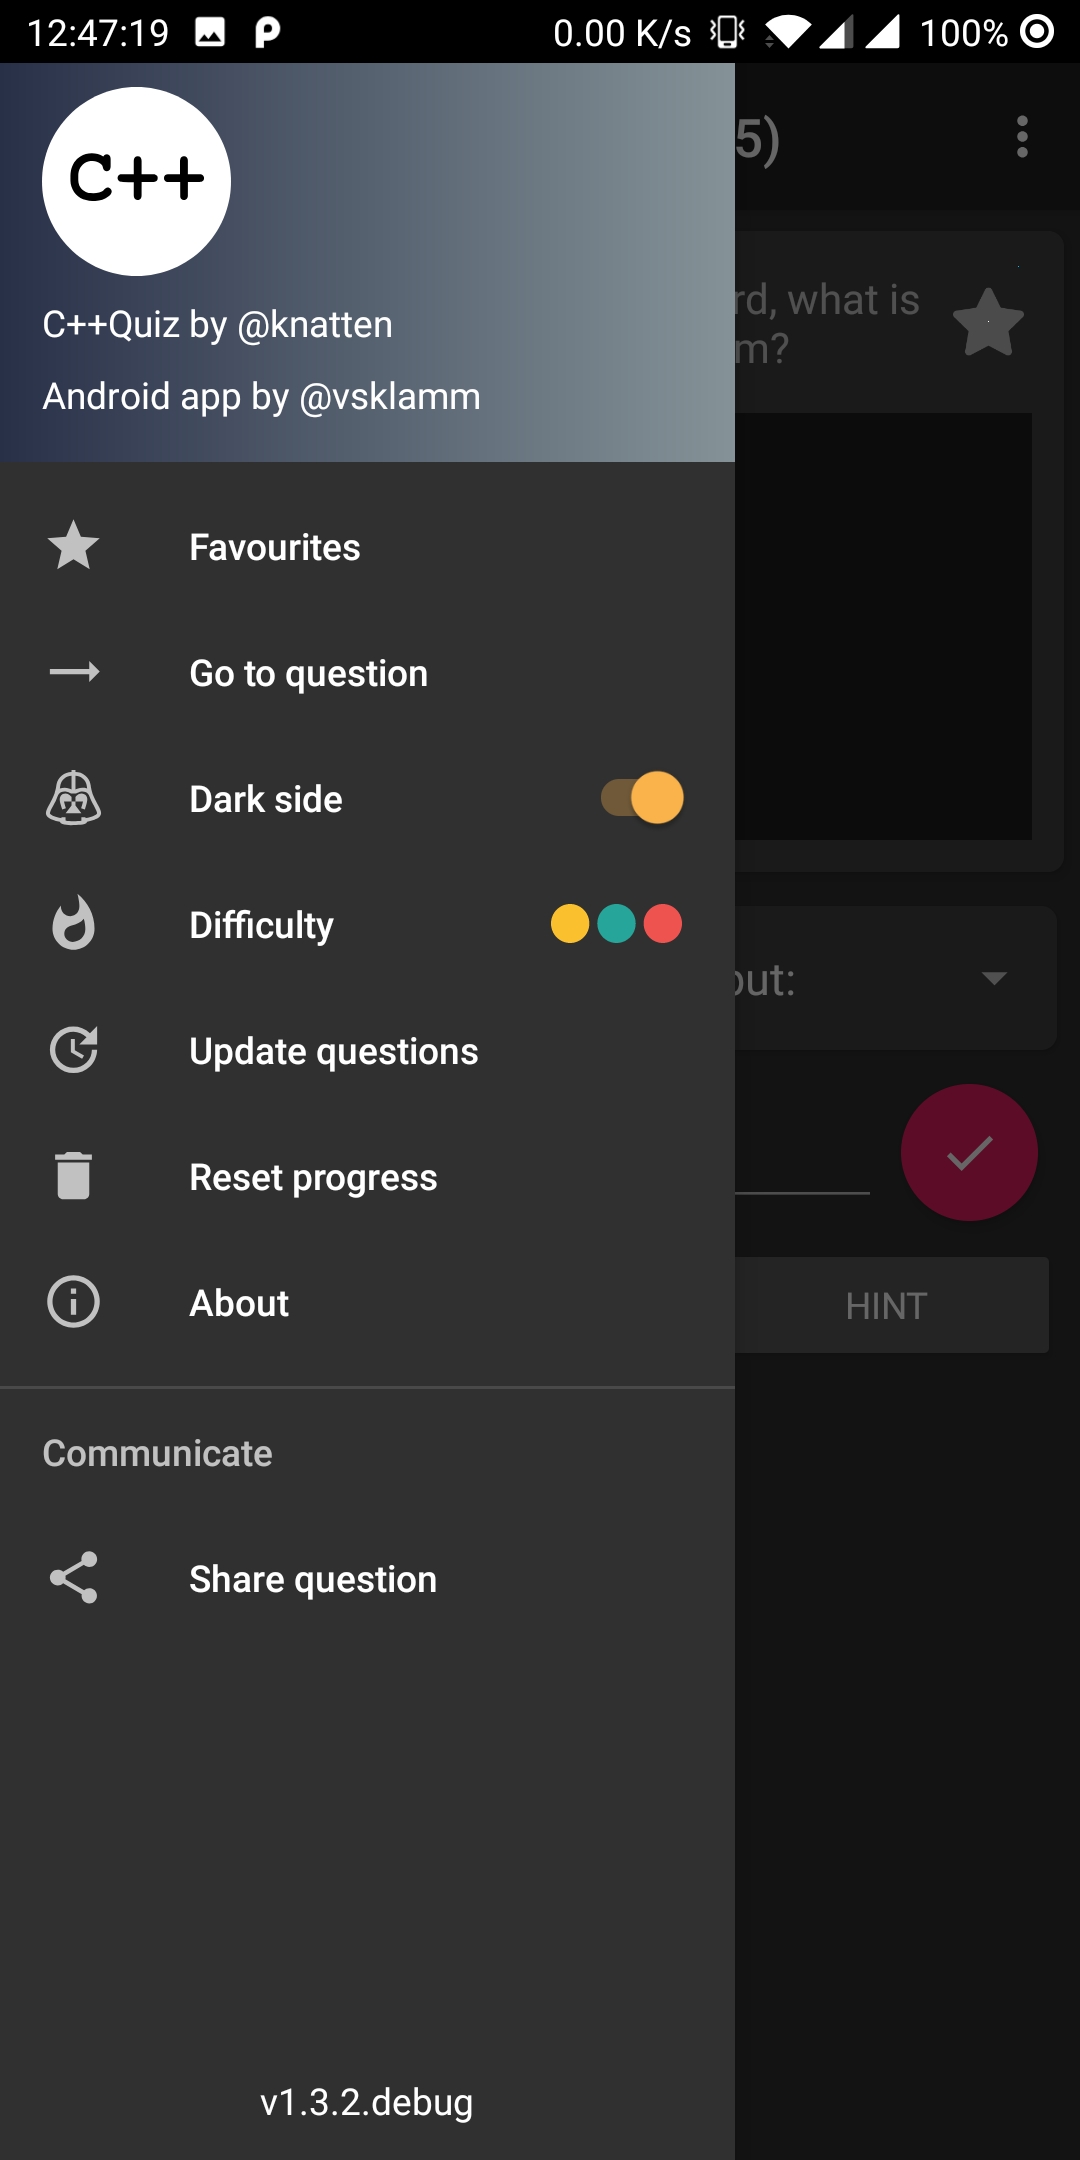 12:47:19 0.00 K/s 100%
5)
C++
rd, what is
m?
C++Quiz by @knatten
Android app by @vsklamm
Favourites
Go to question
Dark side
Difficulty
out:
Update questions
Reset progress
About
HINT
Communicate
Share question
v1.3.2.debug